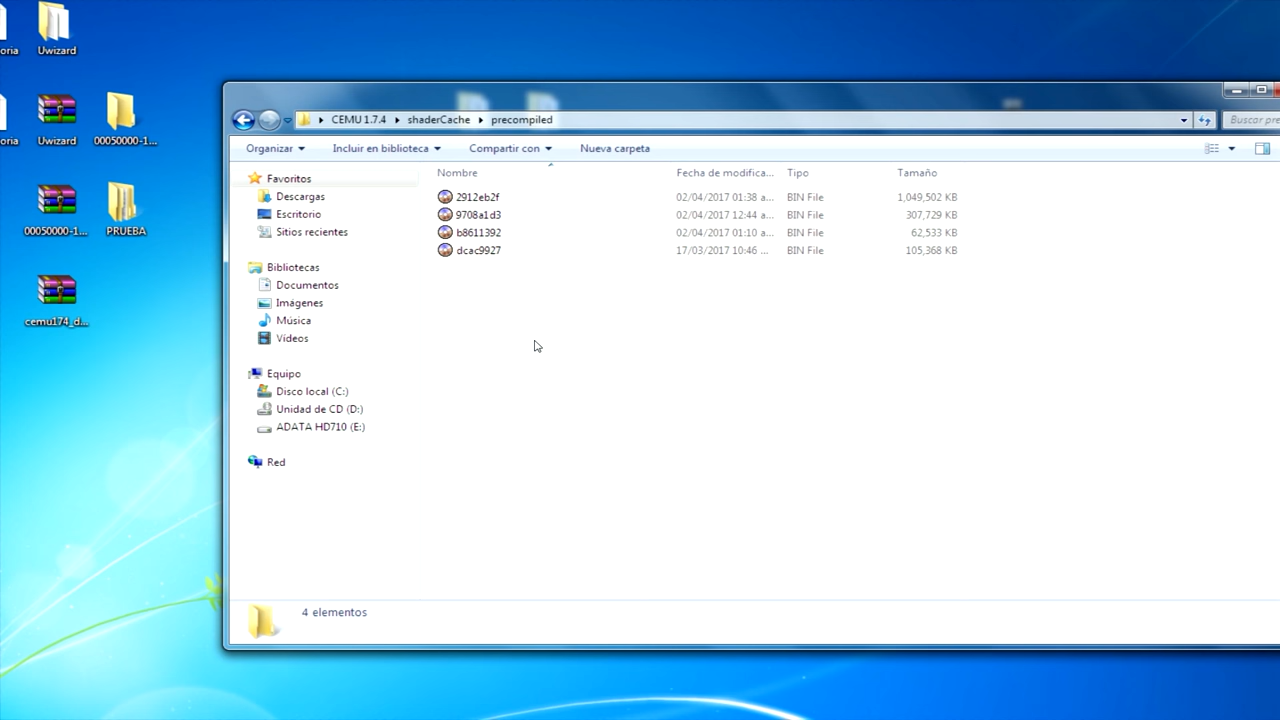 oria
Uwizard
oria
Uwizard
00050000-1...
00050000-1...
PRUEBA
cemu174_d...
CEMU 1.7.4
shaderCache
precompiled
Buscar pre
Organizar
Incluir en biblioteca
Compartir con
Nueva carpeta
Favoritos
Descargas
Escritorio
Sitios recientes
Bibliotecas
Documentos
Imágenes
Música
Vídeos
Equipo
Disco local (C:)
Unidad de CD (D:)
ADATA HD710 (E:)
Red
Nombre Fecha de modifica... Tipo Tamaño
2912eb2f 02/04/2017 01:38 a... BIN File 1,049,502 KB
9708a1d3 02/04/2017 12:44 a... BIN File 307,729 KB
b8611392 02/04/2017 01:10 a... BIN File 62,533 KB
dcac9927 17/03/2017 10:46 ... BIN File 105,368 KB
4 elementos